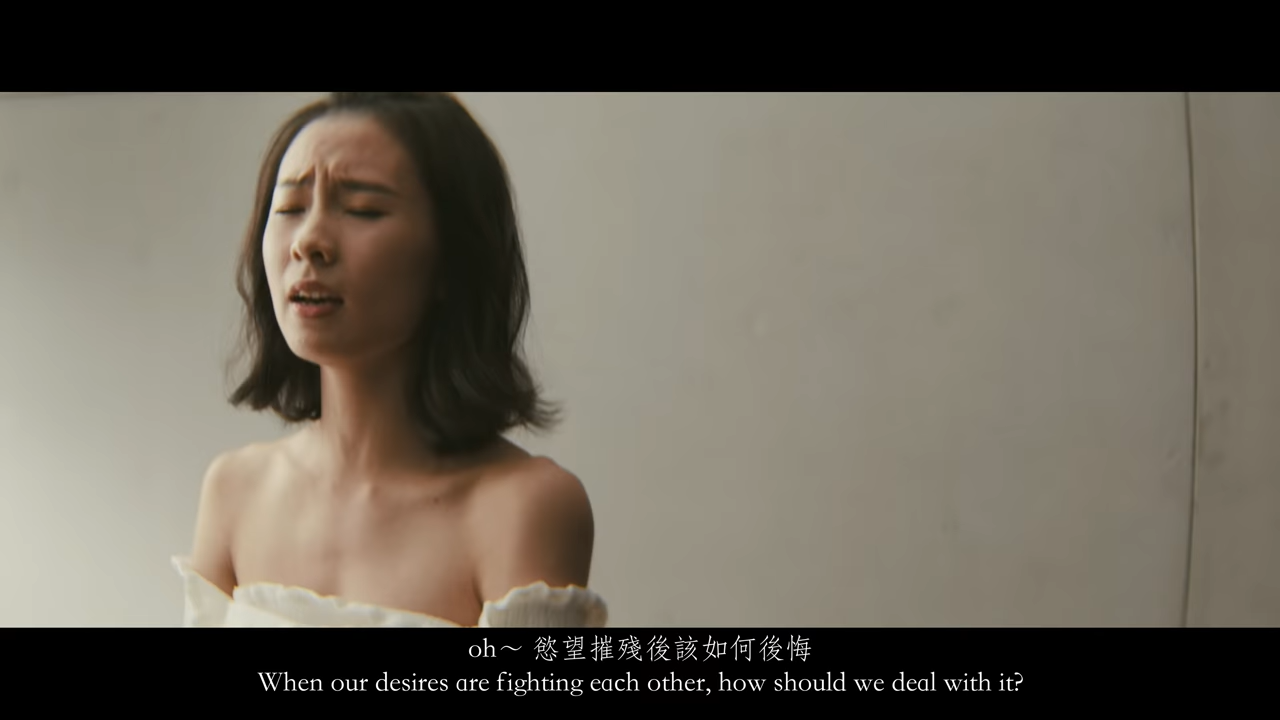 oh～ 慾望摧殘後該如何後悔
When our desires are fighting each other, how should we deal with it?